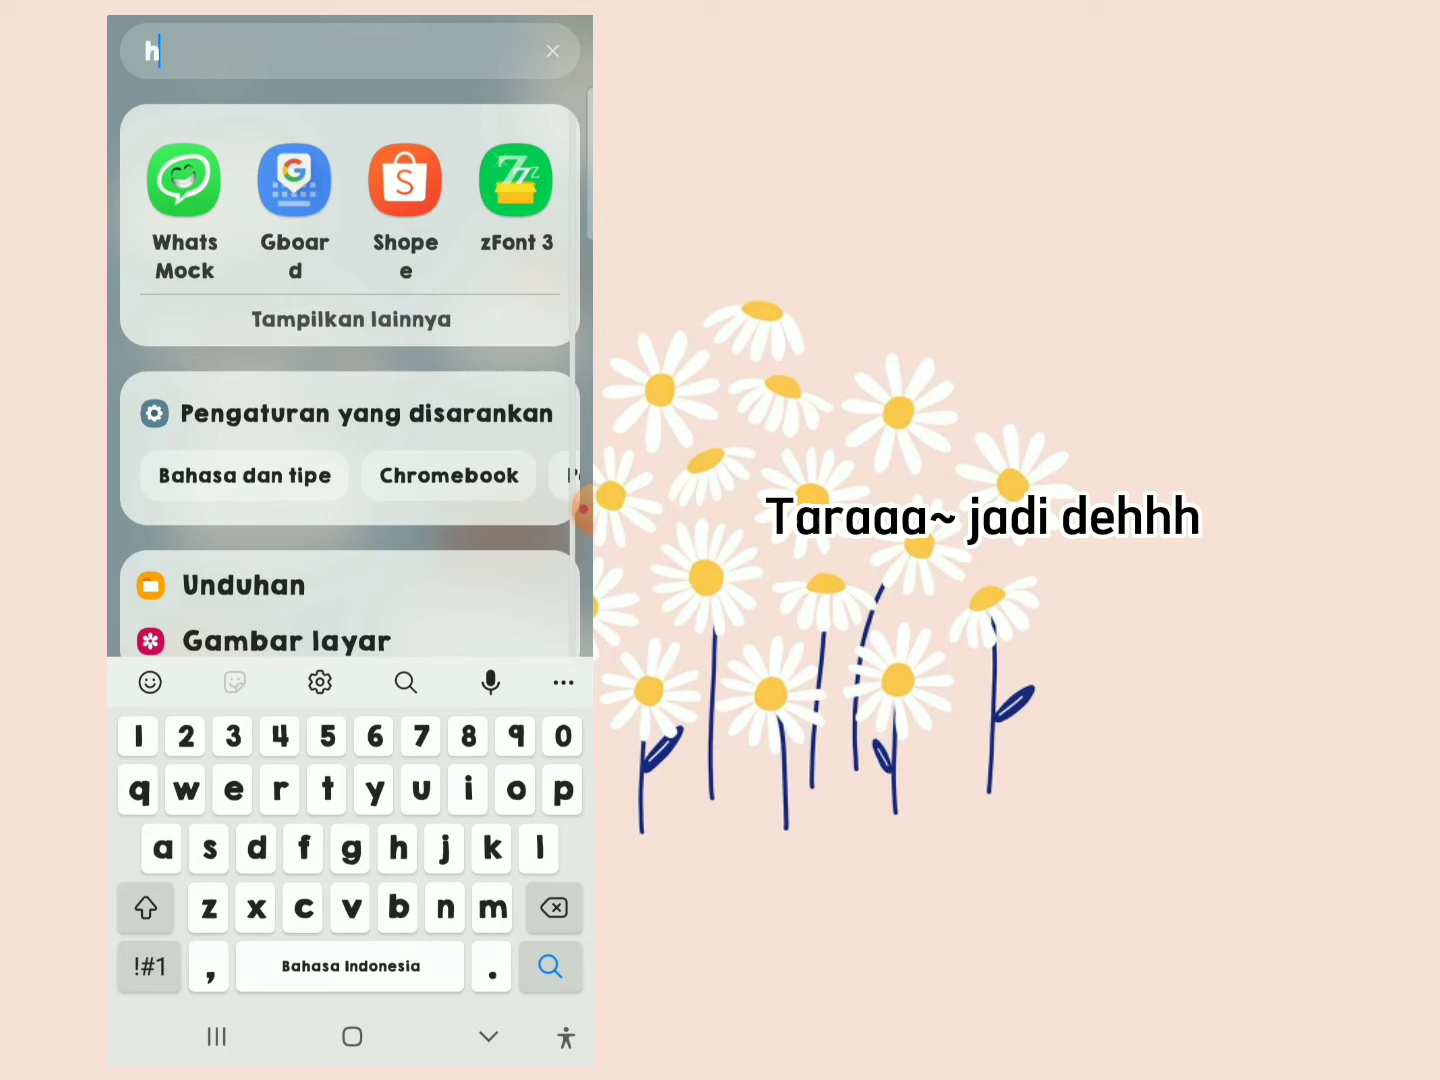 h
Whats
Mock
Gboar
d
Shope
e
zFont 3
Tampilkan lainnya
Pengaturan yang disarankan
Bahasa dan tipe
Chromebook
Unduhan
Gambar layar
1 2 3 4 5 6 7 8 9 0
q w e r t y u i o p
a s d f g h j k l
z x c v b n m
!#1 , Bahasa Indonesia .
Taraaa~ jadi dehhh